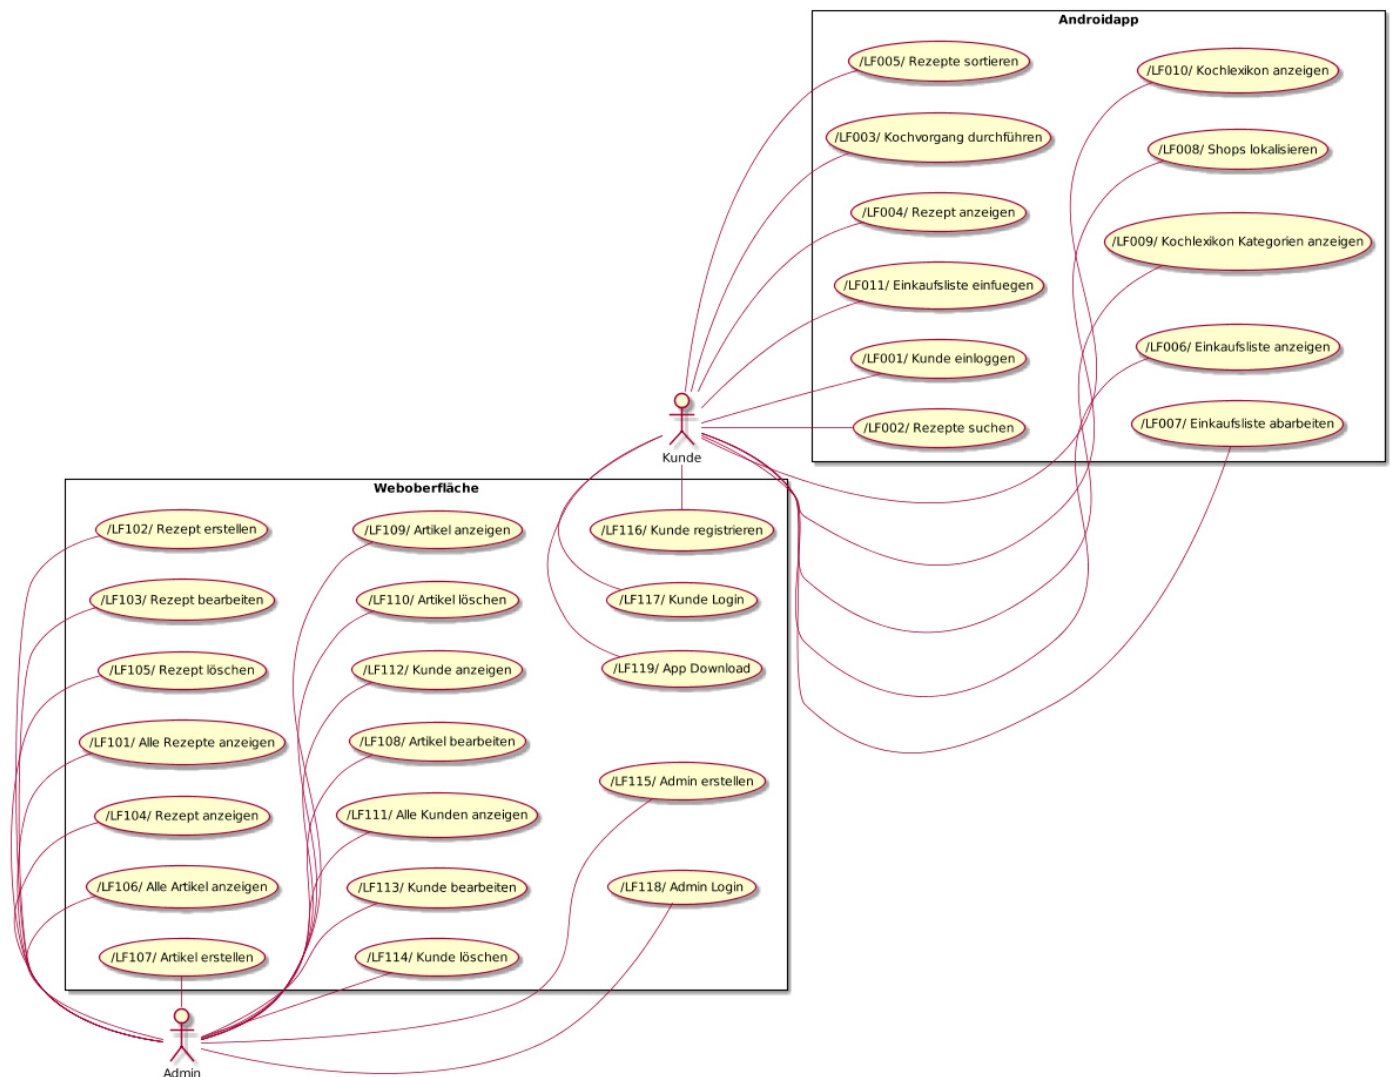 Androidapp
/LF005/ Rezepte sortieren
/LF003/ Kochvorgang durchführen
/LF004/ Rezept anzeigen
/LF011/ Einkaufsliste einfuegen
/LF001/ Kunde einloggen
/LF002/ Rezepte suchen
/LF010/ Kochlexikon anzeigen
/LF008/ Shops lokalisieren
/LF009/ Kochlexikon Kategorien anzeigen
/LF006/ Einkaufsliste anzeigen
/LF007/ Einkaufsliste abarbeiten
Kunde
Weboberfläche
/LF102/ Rezept erstellen
/LF103/ Rezept bearbeiten
/LF105/ Rezept löschen
/LF101/ Alle Rezepte anzeigen
/LF104/ Rezept anzeigen
/LF106/ Alle Artikel anzeigen
/LF107/ Artikel erstellen
/LF109/ Artikel anzeigen
/LF110/ Artikel löschen
/LF112/ Kunde anzeigen
/LF108/ Artikel bearbeiten
/LF111/ Alle Kunden anzeigen
/LF113/ Kunde bearbeiten
/LF114/ Kunde löschen
/LF116/ Kunde registrieren
/LF117/ Kunde Login
/LF119/ App Download
/LF115/ Admin erstellen
/LF118/ Admin Login
Admin